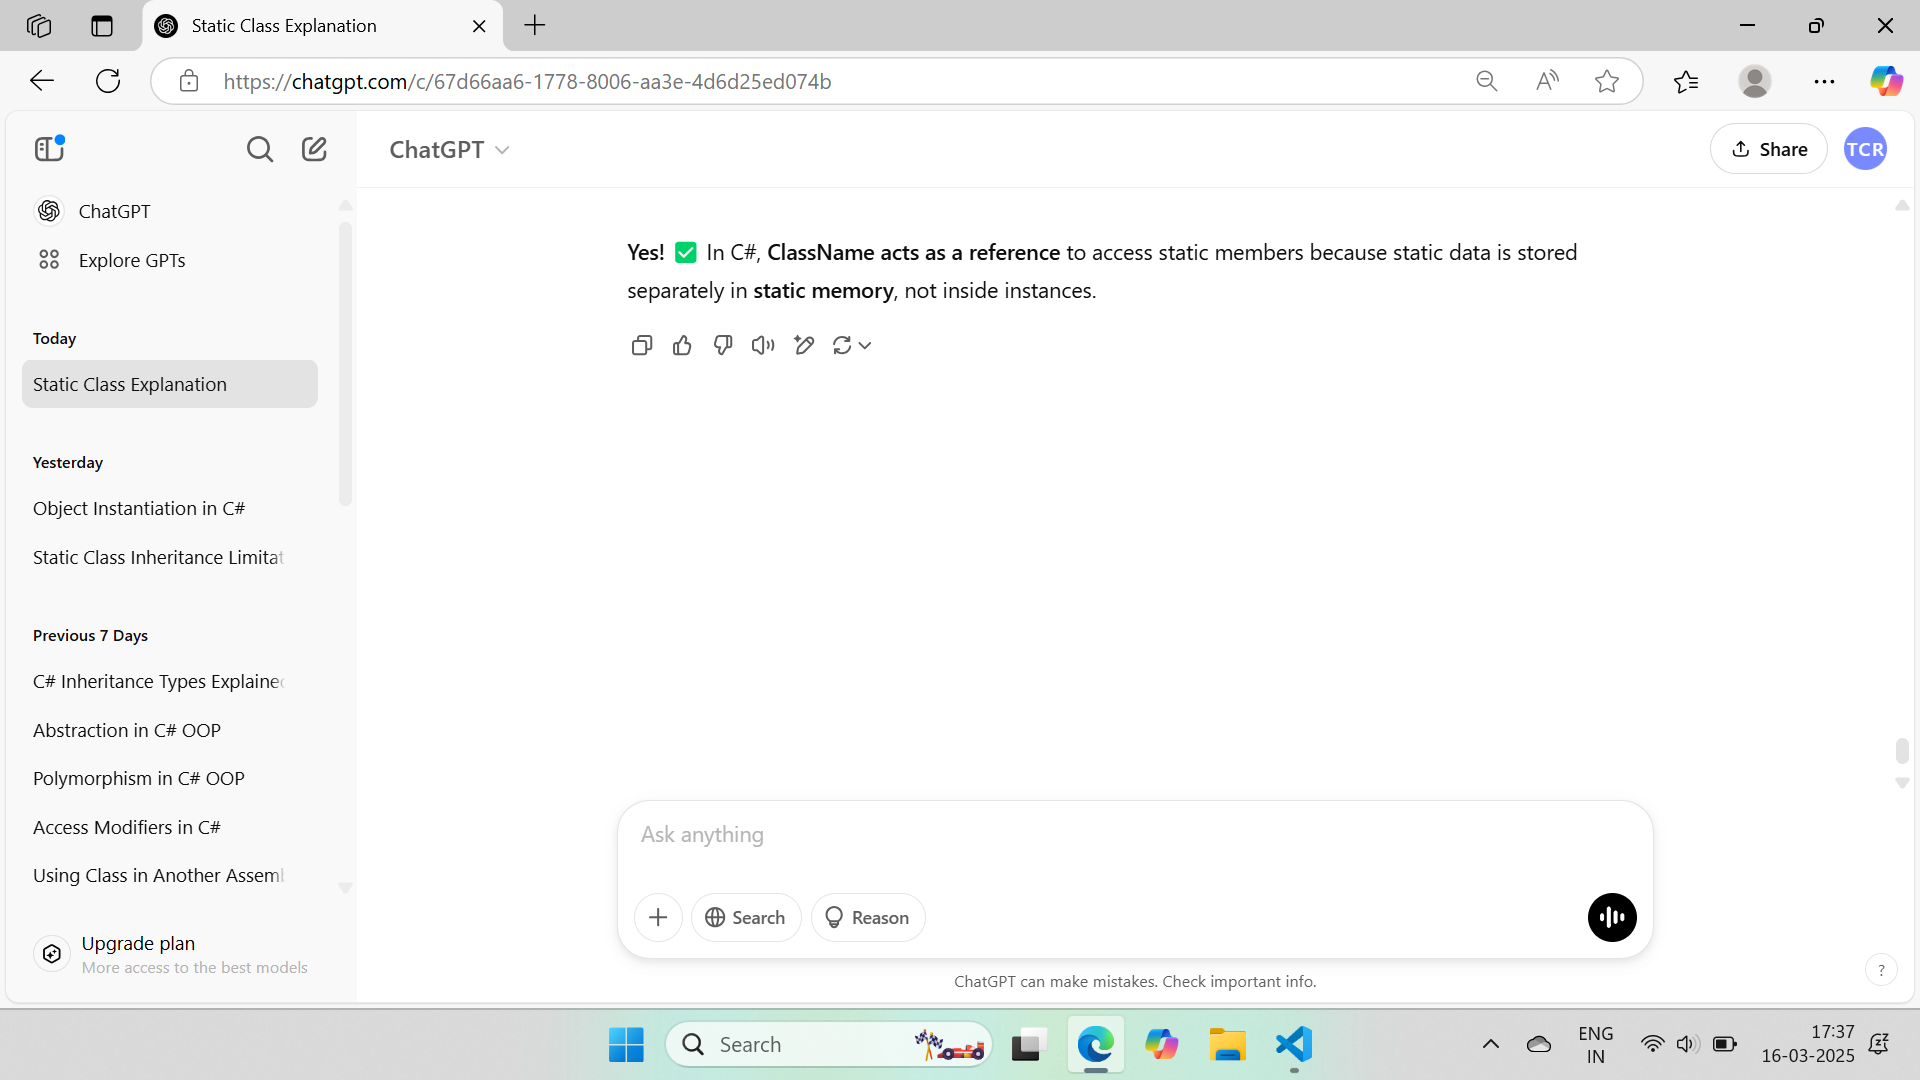 Static Class Explanation
https://chatgpt.com/c/67d66aa6-1778-8006-aa3e-4d6d25ed074b
ChatGPT
Share
TCR
ChatGPT
Explore GPTs
Today
Static Class Explanation
Yesterday
Object Instantiation in C#
Static Class Inheritance Limitat
Previous 7 Days
C# Inheritance Types Explained
Abstraction in C# OOP
Polymorphism in C# OOP
Access Modifiers in C#
Using Class in Another Assemb
Upgrade plan
More access to the best models
Yes! ✅ In C#, ClassName acts as a reference to access static members because static data is stored
separately in static memory, not inside instances.
Ask anything
Search
Reason
ChatGPT can make mistakes. Check important info.
?
Search
ENG
IN
17:37
16-03-2025